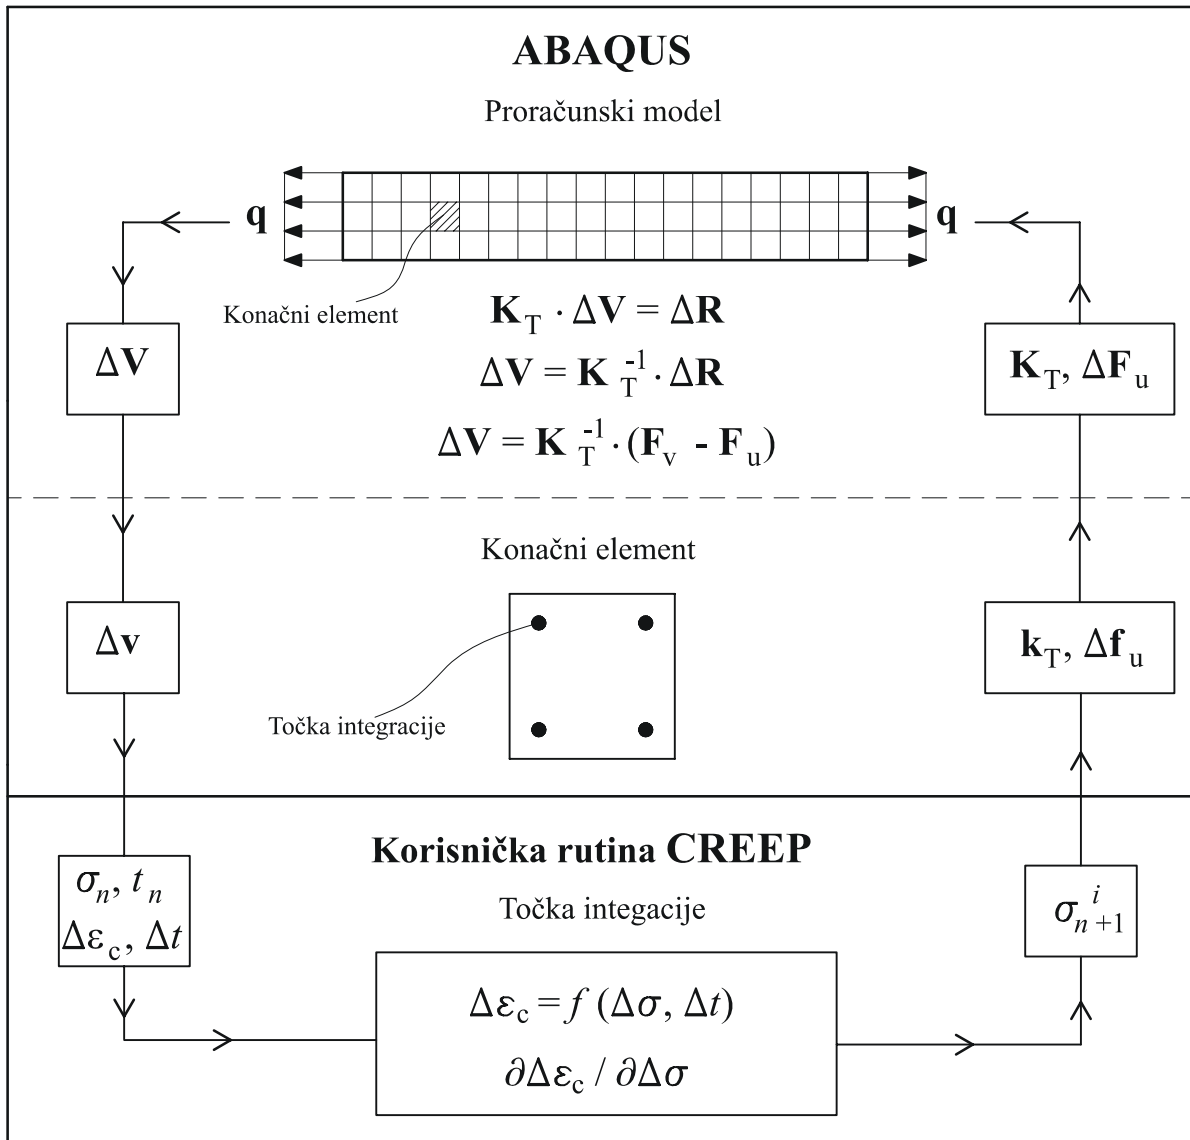 ABAQUS
Proračunski model
q
q
Konačni element
K_T · ΔV = ΔR
ΔV = K_T^-1 · ΔR
ΔV = K_T^-1 · (F_v - F_u)
ΔV
K_T, ΔF_u
Konačni element
Δv
k_T, Δf_u
Točka integracije
Korisnička rutina CREEP
Točka integacije
σ_n, t_n
Δε_c, Δt
σ_n+1^i
Δε_c = f (Δσ, Δt)
∂Δε_c / ∂Δσ